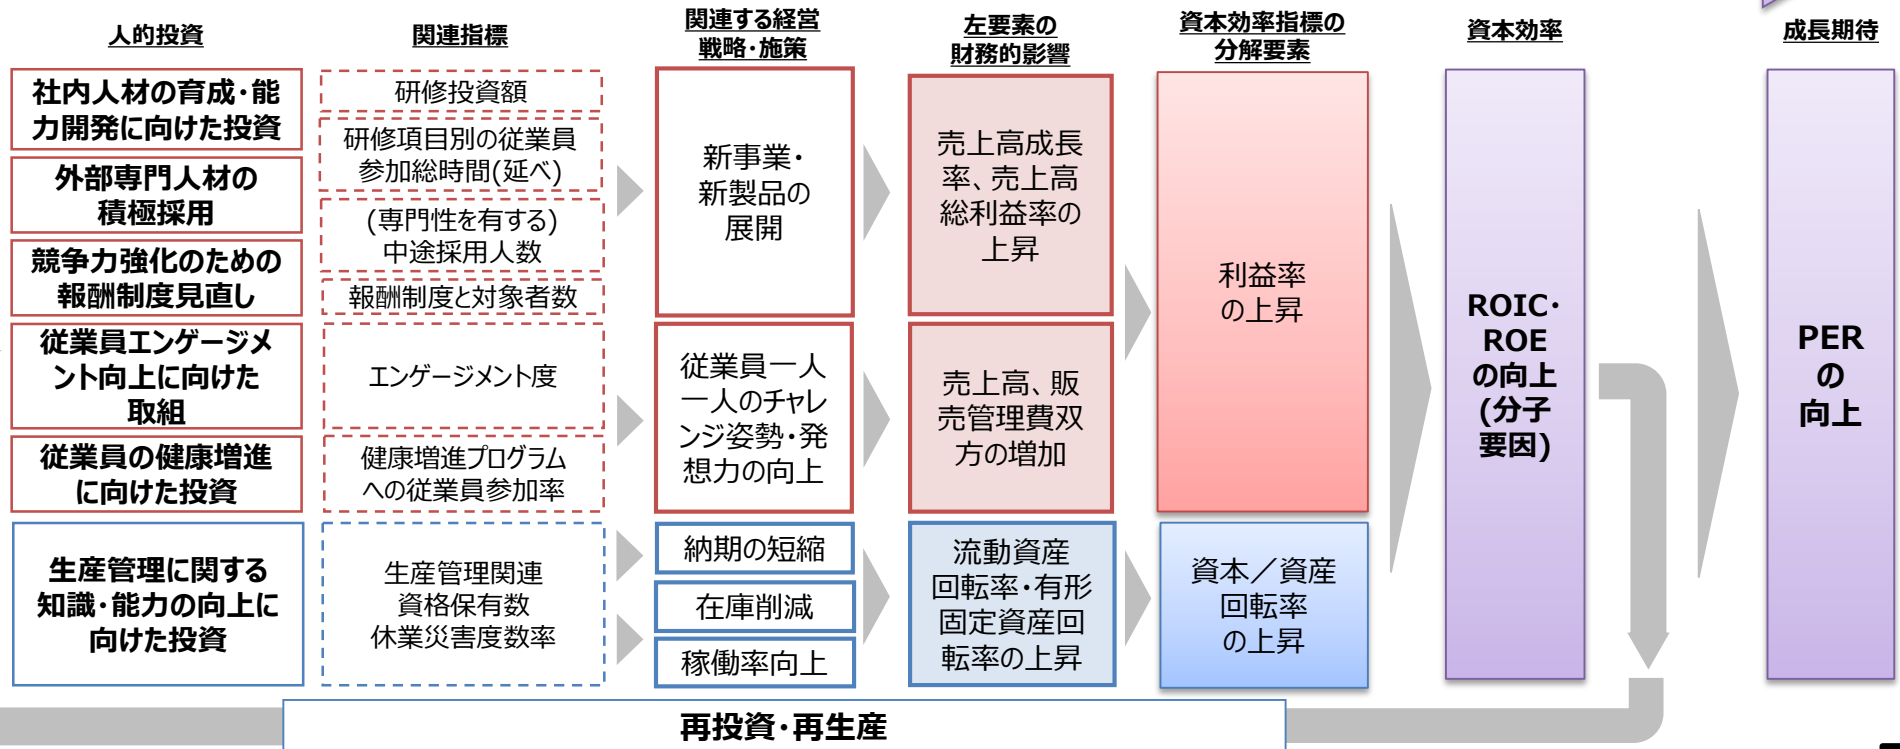 人的投資
関連指標
関連する経営
戦略・施策
左要素の
財務的影響
資本効率指標の
分解要素
資本効率
成長期待
社内人材の育成・能
力開発に向けた投資
外部専門人材の
積極採用
競争力強化のための
報酬制度見直し
従業員エンゲージメ
ント向上に向けた
取組
従業員の健康増進
に向けた投資
生産管理に関する
知識・能力の向上に
向けた投資
研修投資額
研修項目別の従業員
参加総時間(延べ)
(専門性を有する)
中途採用人数
報酬制度と対象者数
エンゲージメント度
健康増進プログラム
への従業員参加率
生産管理関連
資格保有数
休業災害度数率
新事業・
新製品の
展開
従業員一人
一人のチャレ
ンジ姿勢・発
想力の向上
納期の短縮
在庫削減
稼働率向上
売上高成長
率、売上高
総利益率の
上昇
売上高、販
売管理費双
方の増加
流動資産
回転率・有形
固定資産回
転率の上昇
利益率
の上昇
資本／資産
回転率
の上昇
ROIC・
ROE
の向上
(分子
要因)
PER
の
向上
再投資・再生産